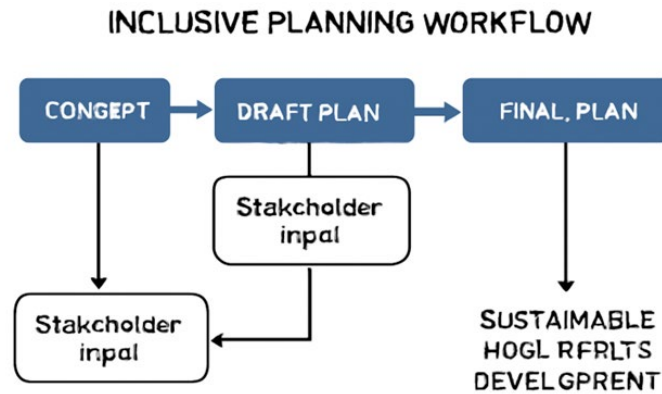 INCLUSIVE PLANNING WORKFLOW
CONGEPT
DRAFT PLAN
FINAL, PLAN
Stakcholder
inpal
Stakcholder
inpal
SUSTAIMABLE
HOGL RFRLTS
DEVELGPRENT